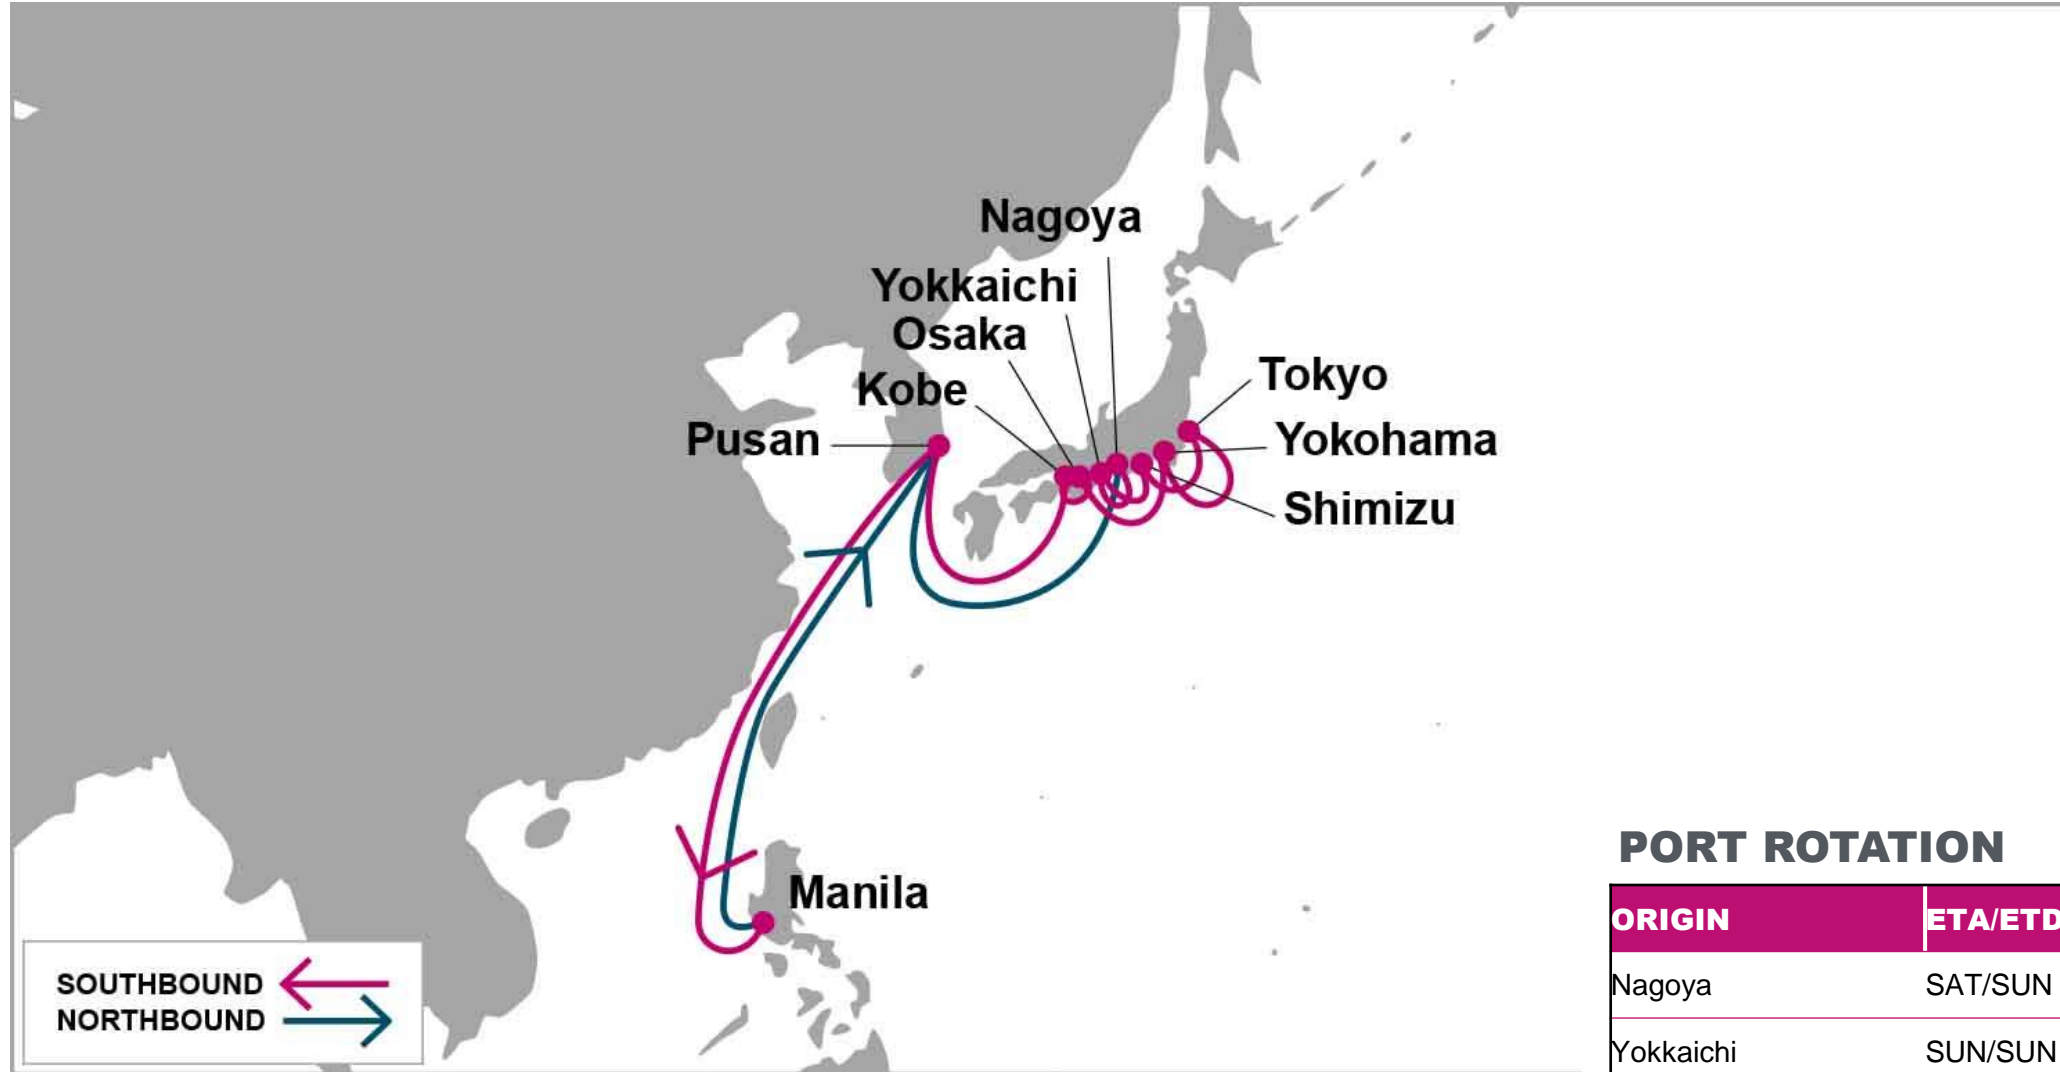 Nagoya
Yokkaichi
Osaka
Kobe
Tokyo
Pusan
Yokohama
Shimizu
Manila
SOUTHBOUND
NORTHBOUND
PORT ROTATION
ORIGIN ETA/ETD
Nagoya SAT/SUN
Yokkaichi SUN/SUN